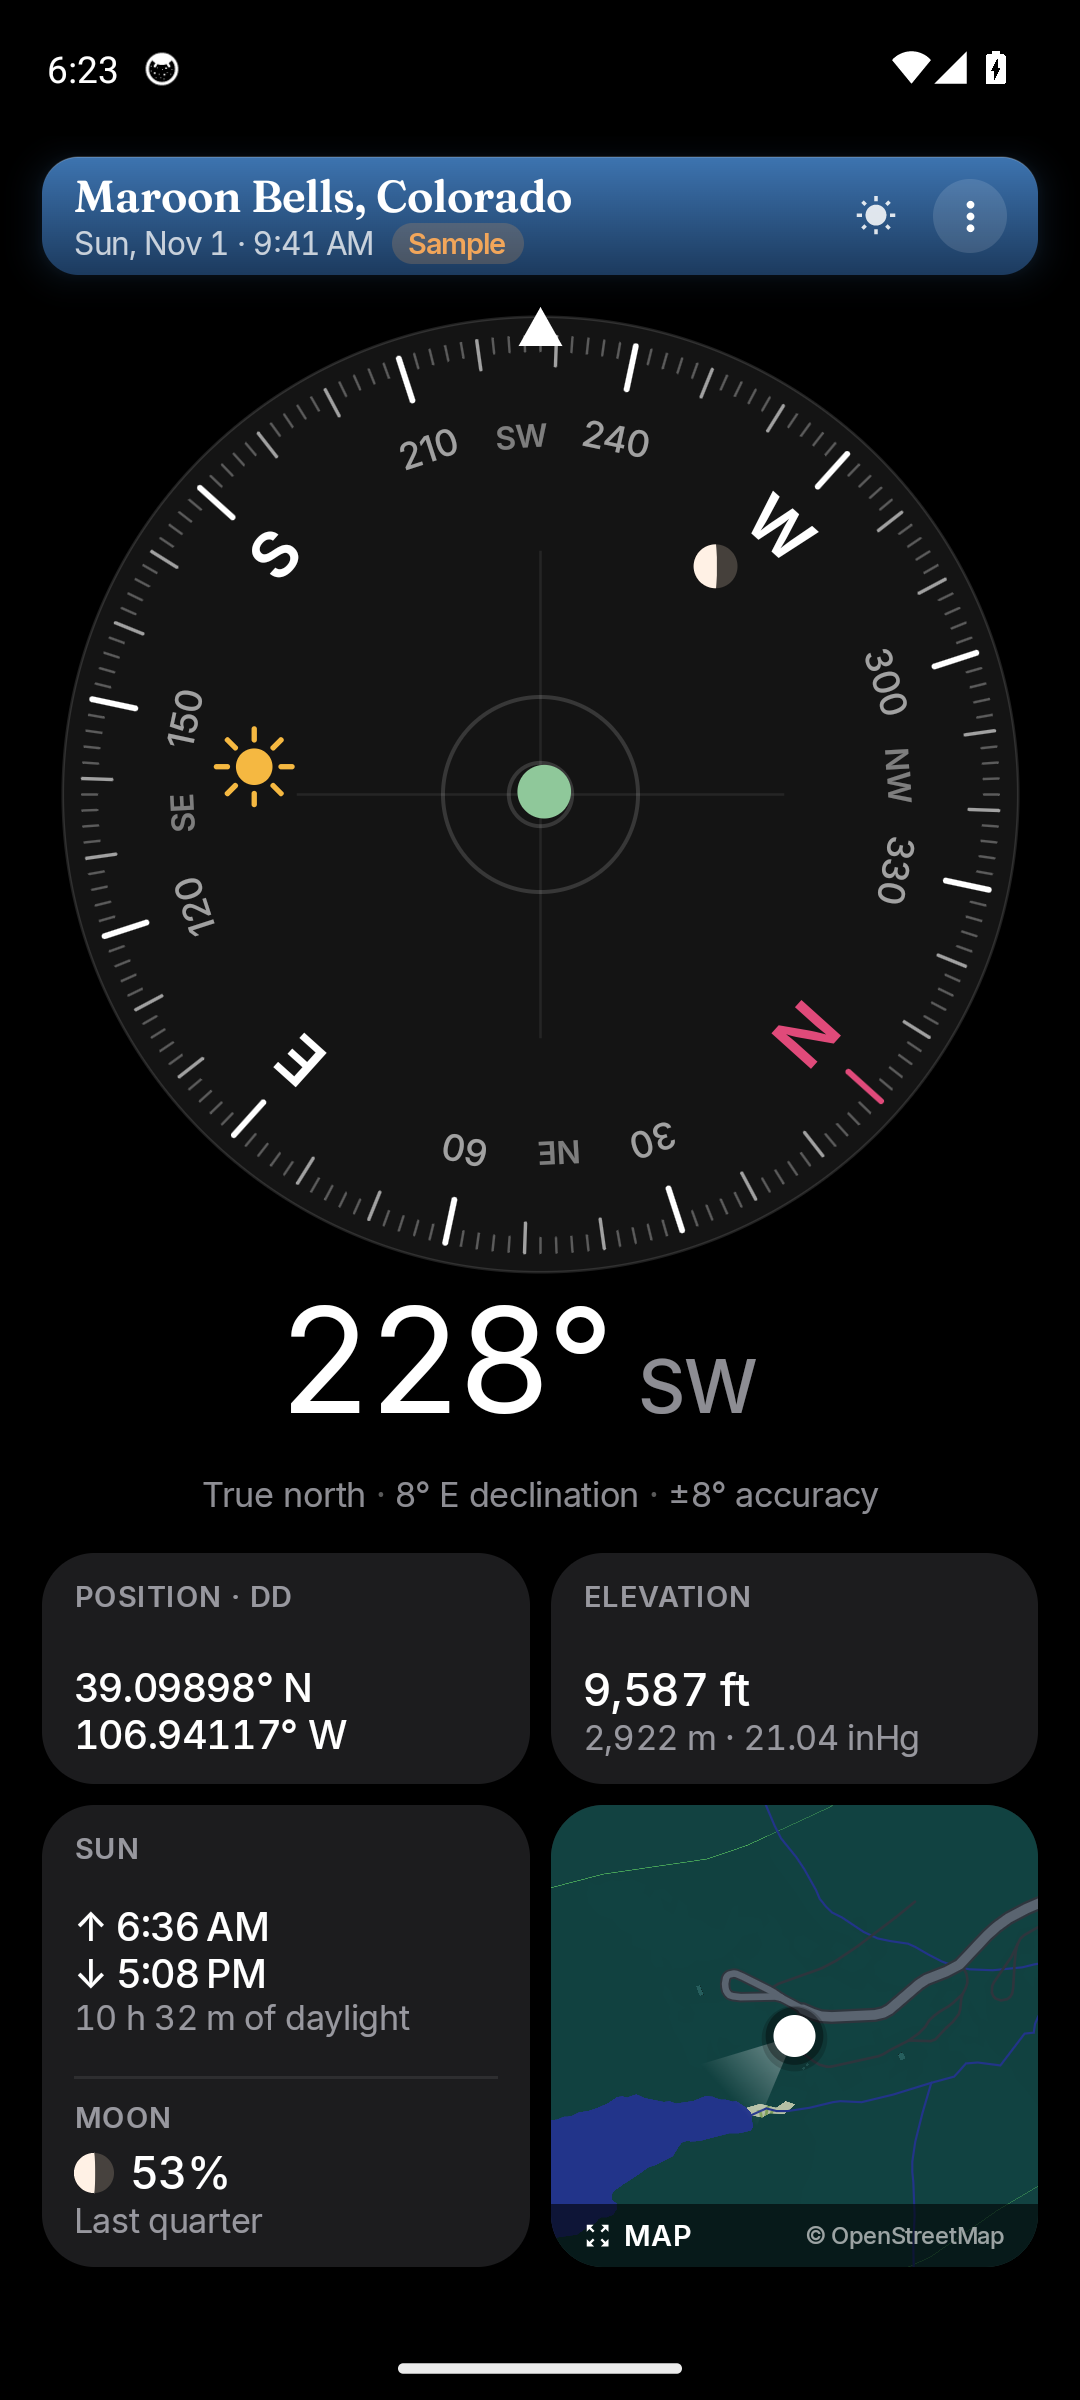 6:23
Maroon Bells, Colorado
Sun, Nov 1 · 9:41 AM Sample
210 SW 240
S W
150 300
SE NW
120 330
E N
60 NE 30
228° SW
True north · 8° E declination · ±8° accuracy
POSITION · DD
39.09898° N
106.94117° W
ELEVATION
9,587 ft
2,922 m · 21.04 inHg
SUN
↑ 6:36 AM
↓ 5:08 PM
10 h 32 m of daylight
MOON
53%
Last quarter
MAP © OpenStreetMap